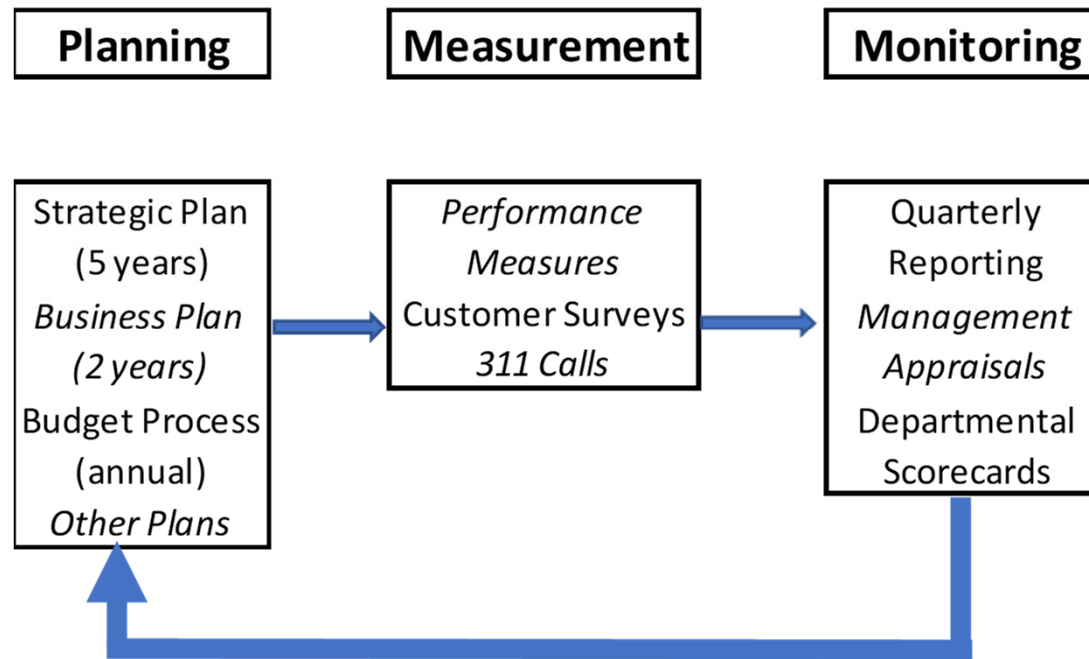 Planning
Measurement
Monitoring
Strategic Plan
(5 years)
Business Plan
(2 years)
Budget Process
(annual)
Other Plans
Performance
Measures
Customer Surveys
311 Calls
Quarterly
Reporting
Management
Appraisals
Departmental
Scorecards